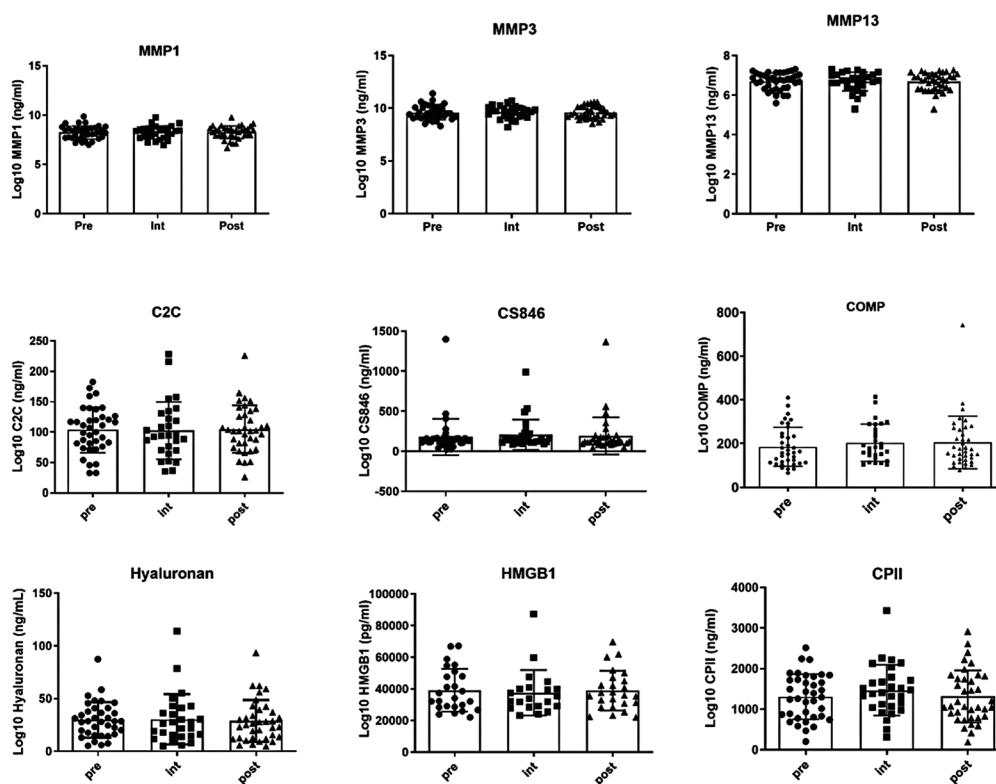 MMP1
Log10 MMP1 (ng/ml)
15
10
5
0
Pre Int Post
MMP3
Log10 MMP3 (ng/ml)
15
10
5
0
Pre Int Post
MMP13
Log10 MMP13 (ng/ml)
8
6
4
2
0
Pre Int Post
C2C
Log10 C2C (ng/ml)
250
200
150
100
50
0
pre Int post
CS846
Log10 CS846 (ng/ml)
1500
1000
500
0
-500
pre Int post
COMP
Lo10 COMP (ng/ml)
800
600
400
200
0
pre Int post
Hyaluronan
Log10 Hyaluronan (ng/mL)
150
100
50
0
pre Int post
HMGB1
Log10 HMGB1 (pg/ml)
100000
80000
60000
40000
20000
0
pre Int post
CPII
Log10 CPII (ng/ml)
4000
3000
2000
1000
0
pre Int post